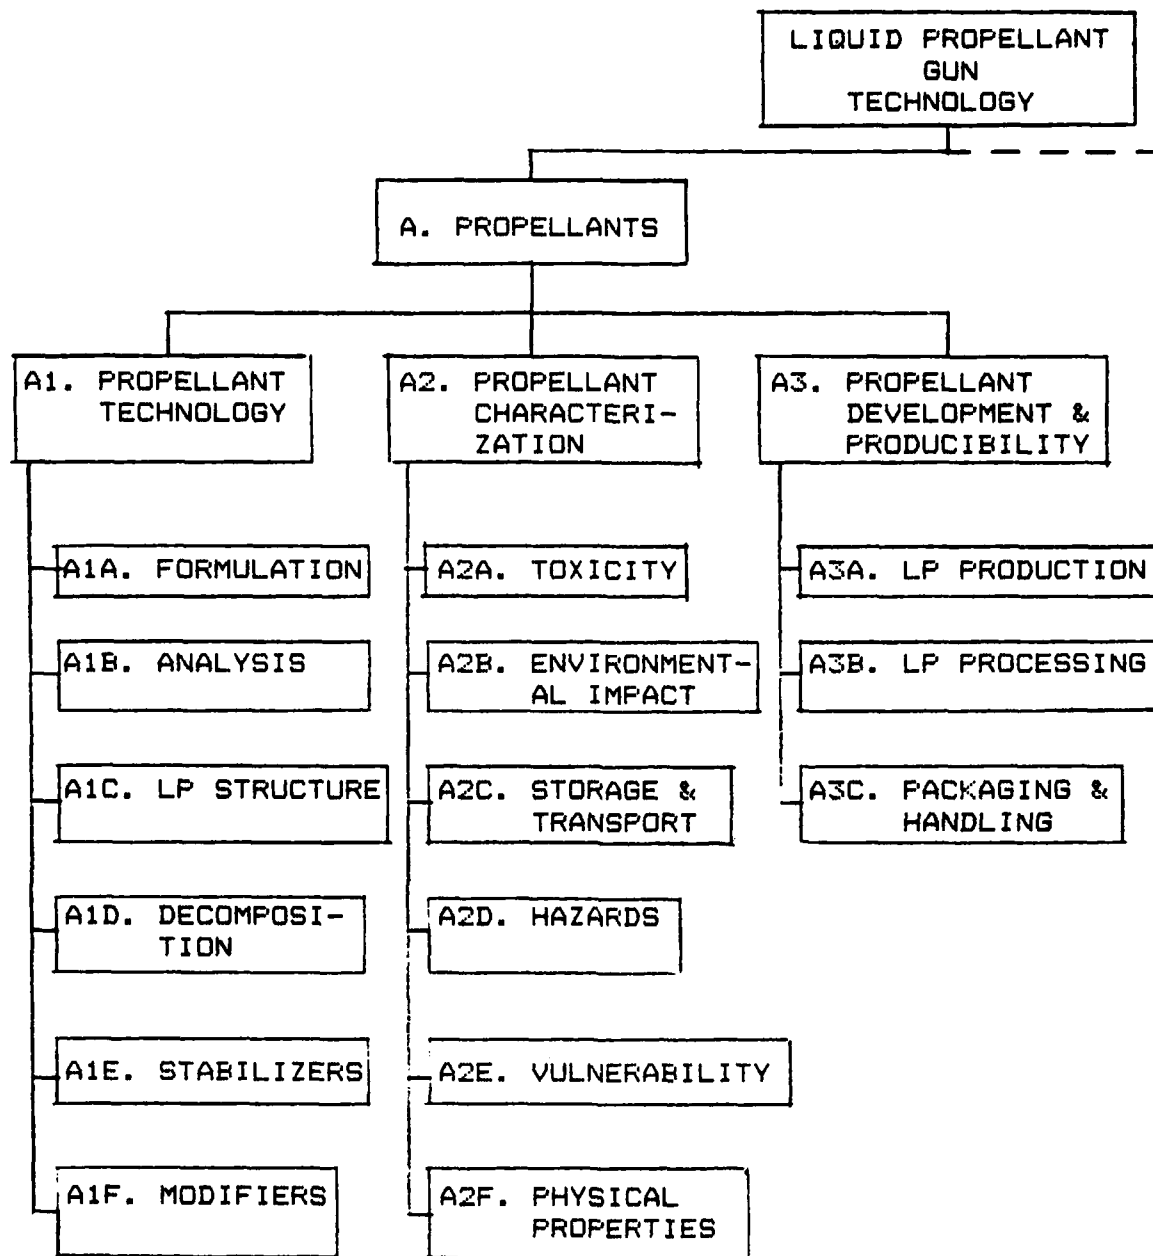 LIQUID PROPELLANT
GUN
TECHNOLOGY
A. PROPELLANTS
A1. PROPELLANT
TECHNOLOGY
A2. PROPELLANT
CHARACTERI-
ZATION
A3. PROPELLANT
DEVELOPMENT &
PRODUCIBILITY
A1A. FORMULATION
A1B. ANALYSIS
A1C. LP STRUCTURE
A1D. DECOMPOSI-
TION
A1E. STABILIZERS
A1F. MODIFIERS
A2A. TOXICITY
A2B. ENVIRONMENT-
AL IMPACT
A2C. STORAGE &
TRANSPORT
A2D. HAZARDS
A2E. VULNERABILITY
A2F. PHYSICAL
PROPERTIES
A3A. LP PRODUCTION
A3B. LP PROCESSING
A3C. PACKAGING &
HANDLING